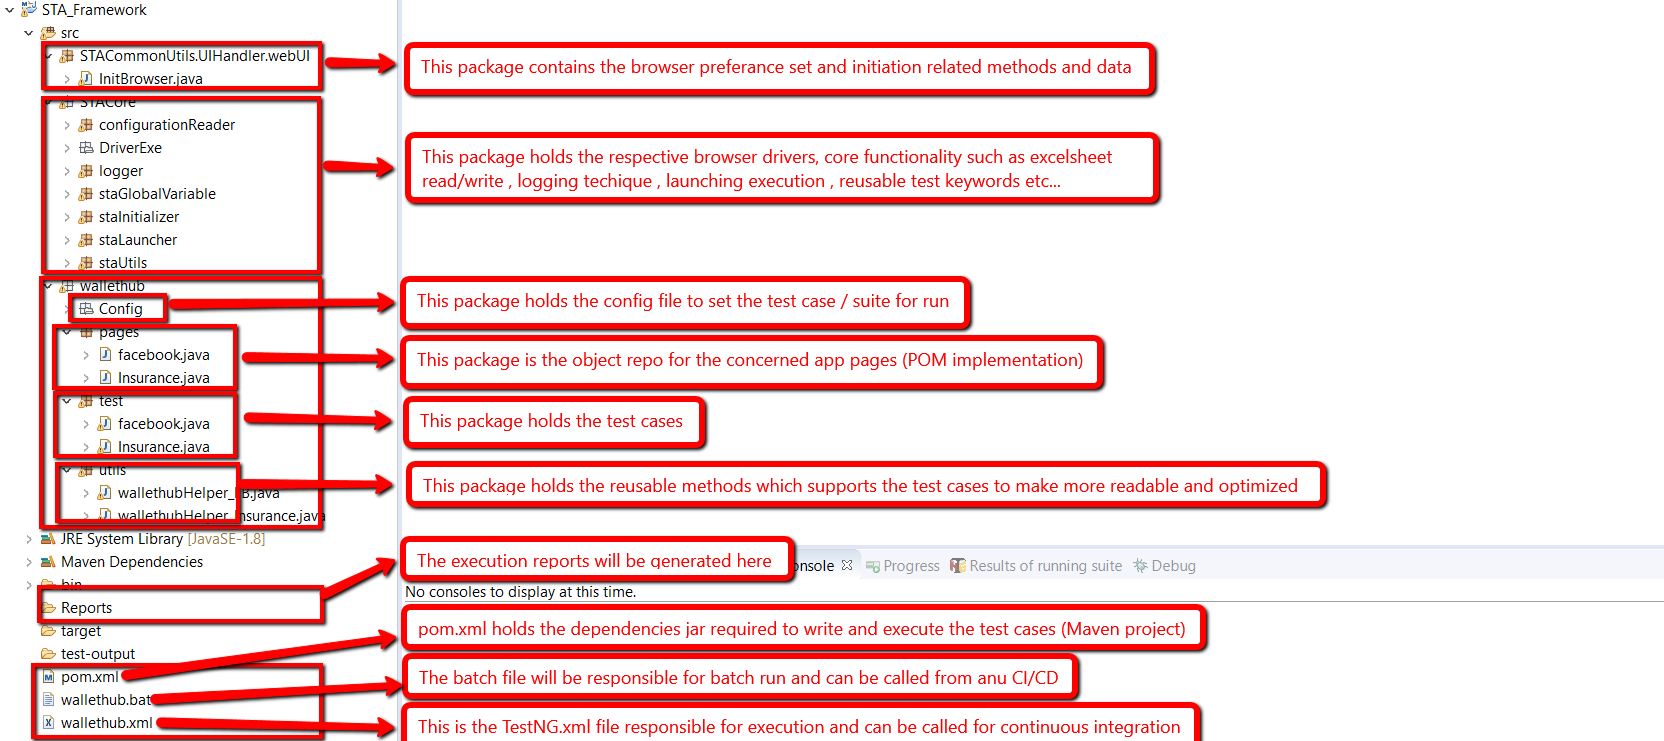 STA_Framework
src
STACommonUtils.UIHandler.webUI
InitBrowser.java
This package contains the browser preferance set and initiation related methods and data
STACore
configurationReader
DriverExe
logger
staGlobalVariable
staInitializer
staLauncher
staUtils
This package holds the respective browser drivers, core functionality such as excelsheet
read/write , logging techique , launching execution , reusable test keywords etc...
wallethub
Config
This package holds the config file to set the test case / suite for run
pages
facebook.java
Insurance.java
This package is the object repo for the concerned app pages (POM implementation)
test
facebook.java
Insurance.java
This package holds the test cases
utils
wallethubHelper_FB.java
wallethubHelper_Insurance.java
This package holds the reusable methods which supports the test cases to make more readable and optimized
JRE System Library [JavaSE-1.8]
Maven Dependencies
bin
Reports
The execution reports will be generated here
onsole Progress Results of running suite Debug
No consoles to display at this time.
target
test-output
pom.xml
pom.xml holds the dependencies jar required to write and execute the test cases (Maven project)
wallethub.bat
The batch file will be responsible for batch run and can be called from anu CI/CD
wallethub.xml
This is the TestNG.xml file responsible for execution and can be called for continuous integration